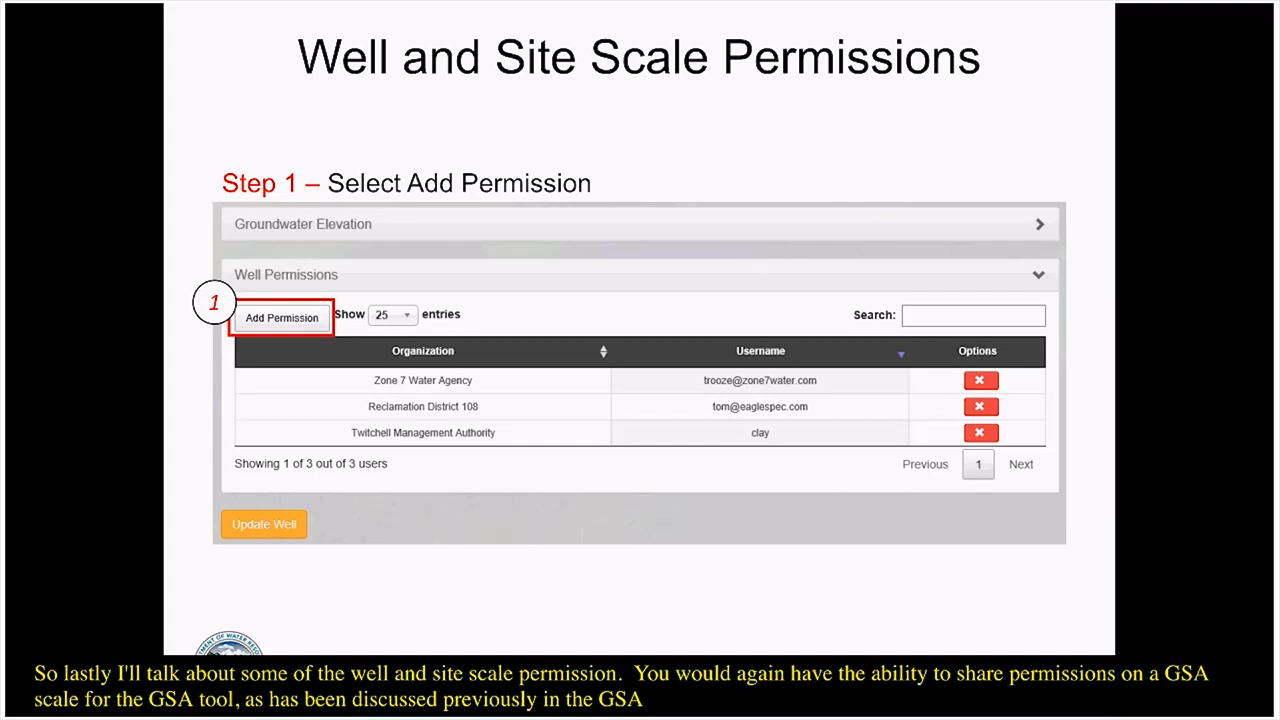 Well and Site Scale Permissions
Step 1 – Select Add Permission
Groundwater Elevation
Well Permissions
1
Add Permission Show 25 entries Search:
Organization Username Options
Zone 7 Water Agency trooze@zone7water.com
Reclamation District 108 tom@eaglespec.com
Twitchell Management Authority clay
Showing 1 of 3 out of 3 users Previous 1 Next
Update Well
So lastly I'll talk about some of the well and site scale permission. You would again have the ability to share permissions on a GSA
scale for the GSA tool, as has been discussed previously in the GSA